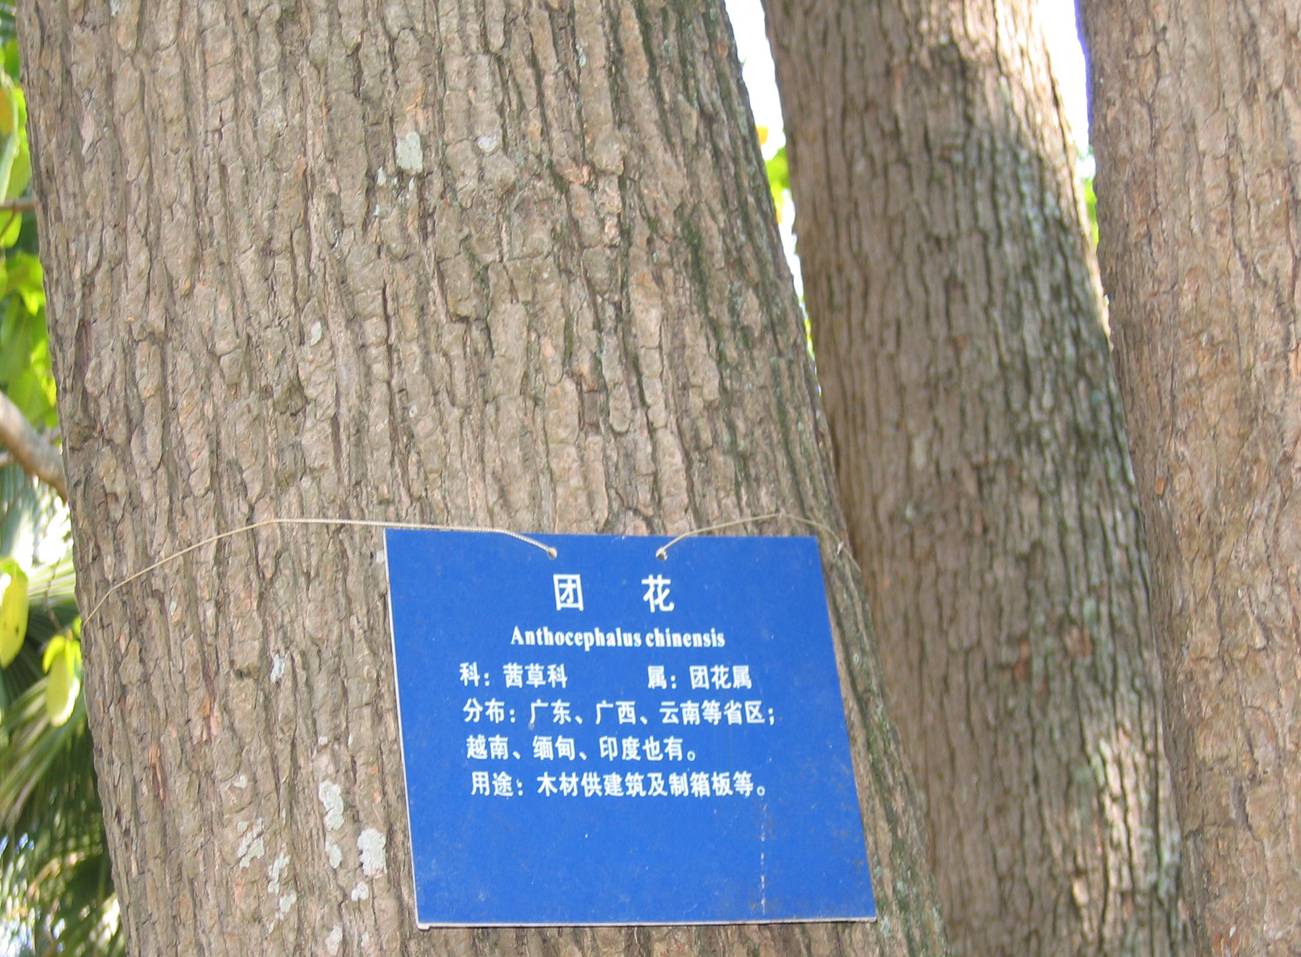 团 花
Anthocephalus chinensis
科：茜草科 属：团花属
分布：广东、广西、云南等省区；
越南、缅甸、印度也有。
用途：木材供建筑及制箱板等。